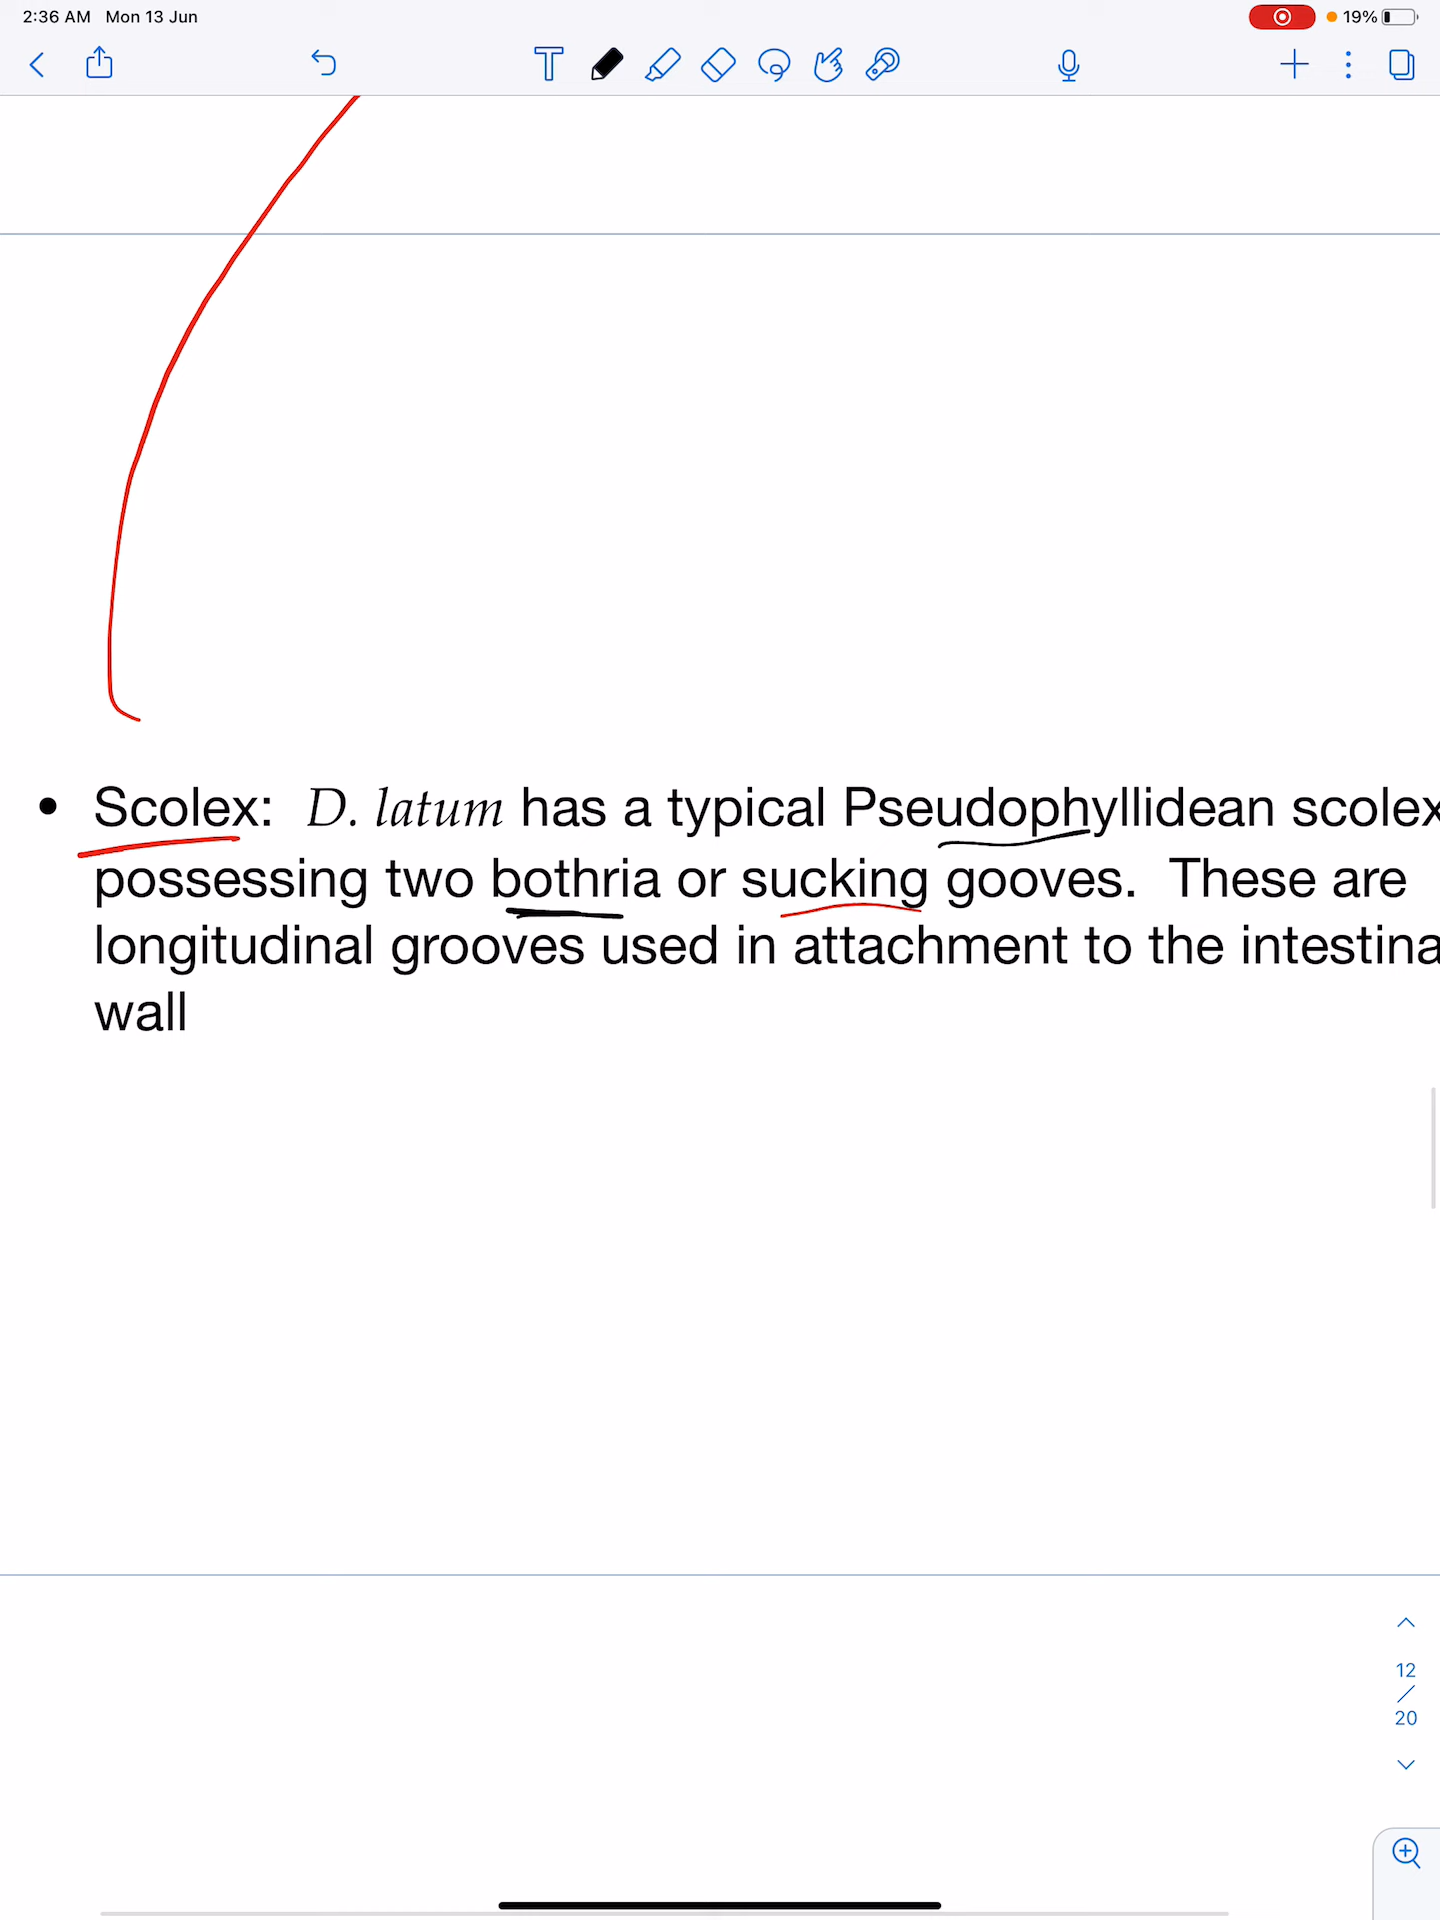 2:36 AM Mon 13 Jun
19%
T
• Scolex: D. latum has a typical Pseudophyllidean scolex
possessing two bothria or sucking gooves. These are
longitudinal grooves used in attachment to the intestina
wall
12
/
20